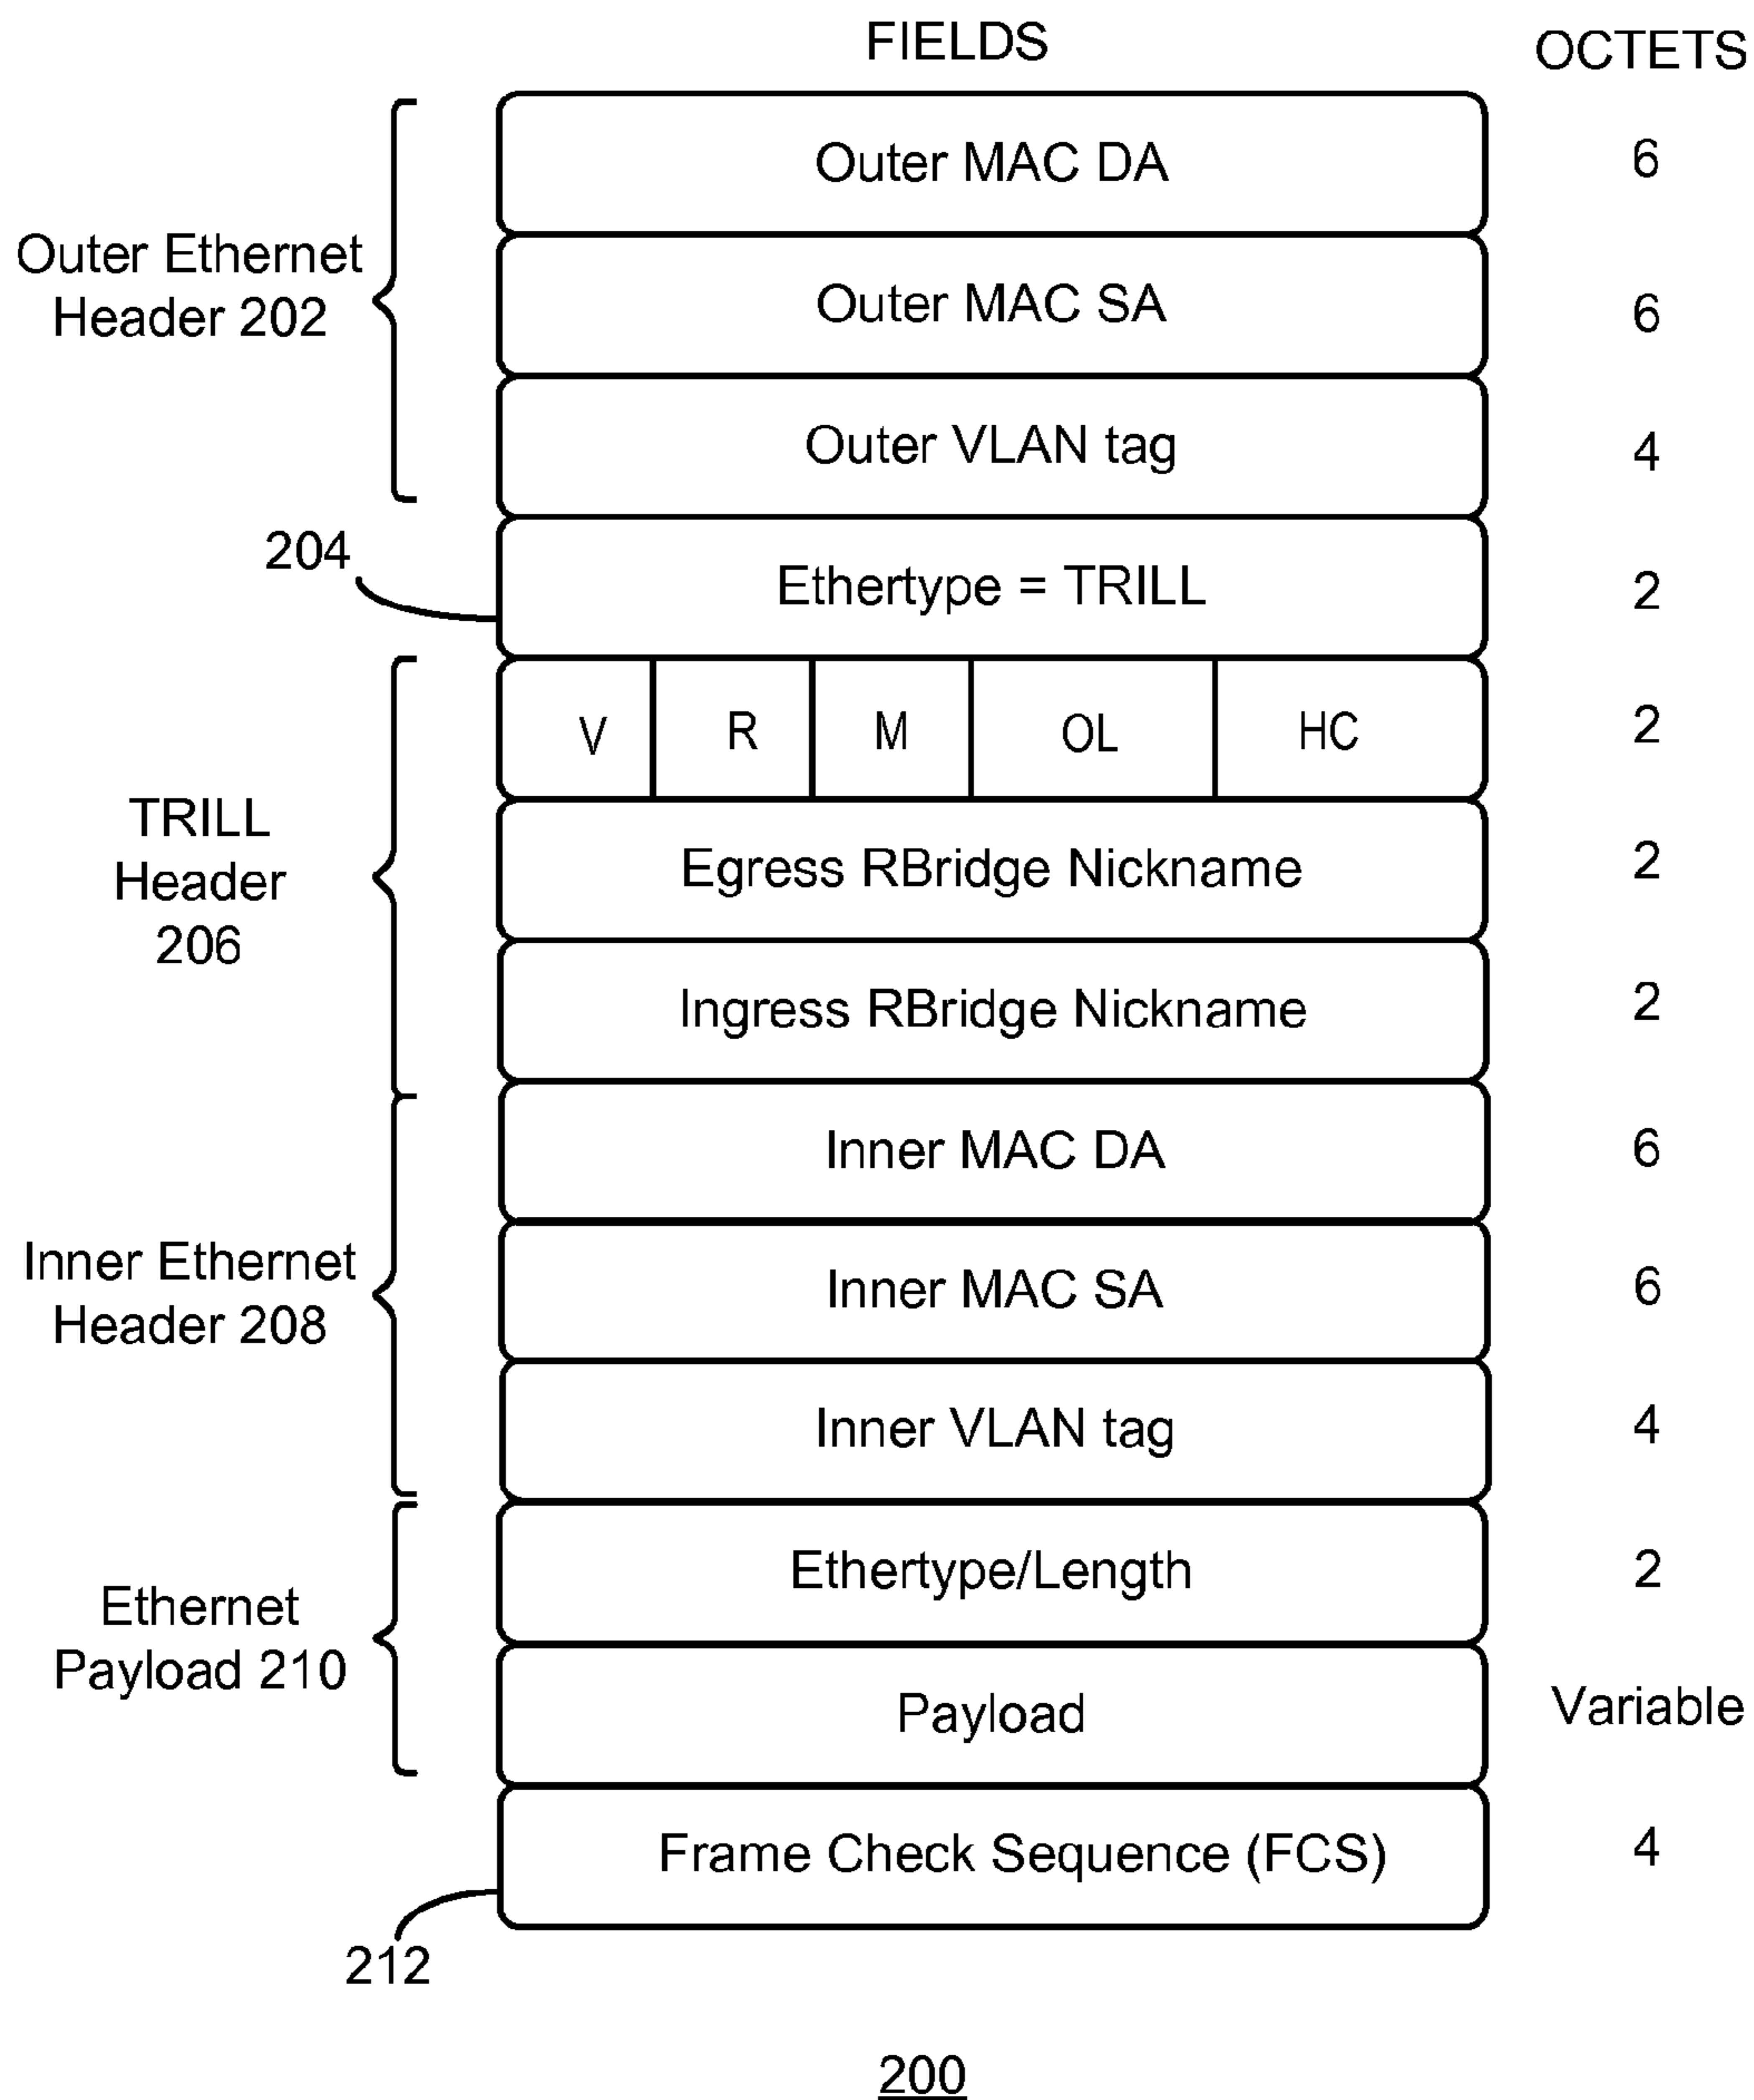 FIELDS OCTETS
Outer MAC DA 6
Outer Ethernet
Header 202
Outer MAC SA 6
Outer VLAN tag 4
204
Ethertype = TRILL 2
V R M OL HC 2
TRILL
Header
206
Egress RBridge Nickname 2
Ingress RBridge Nickname 2
Inner MAC DA 6
Inner Ethernet
Header 208
Inner MAC SA 6
Inner VLAN tag 4
Ethertype/Length 2
Ethernet
Payload 210
Payload Variable
Frame Check Sequence (FCS) 4
212
200